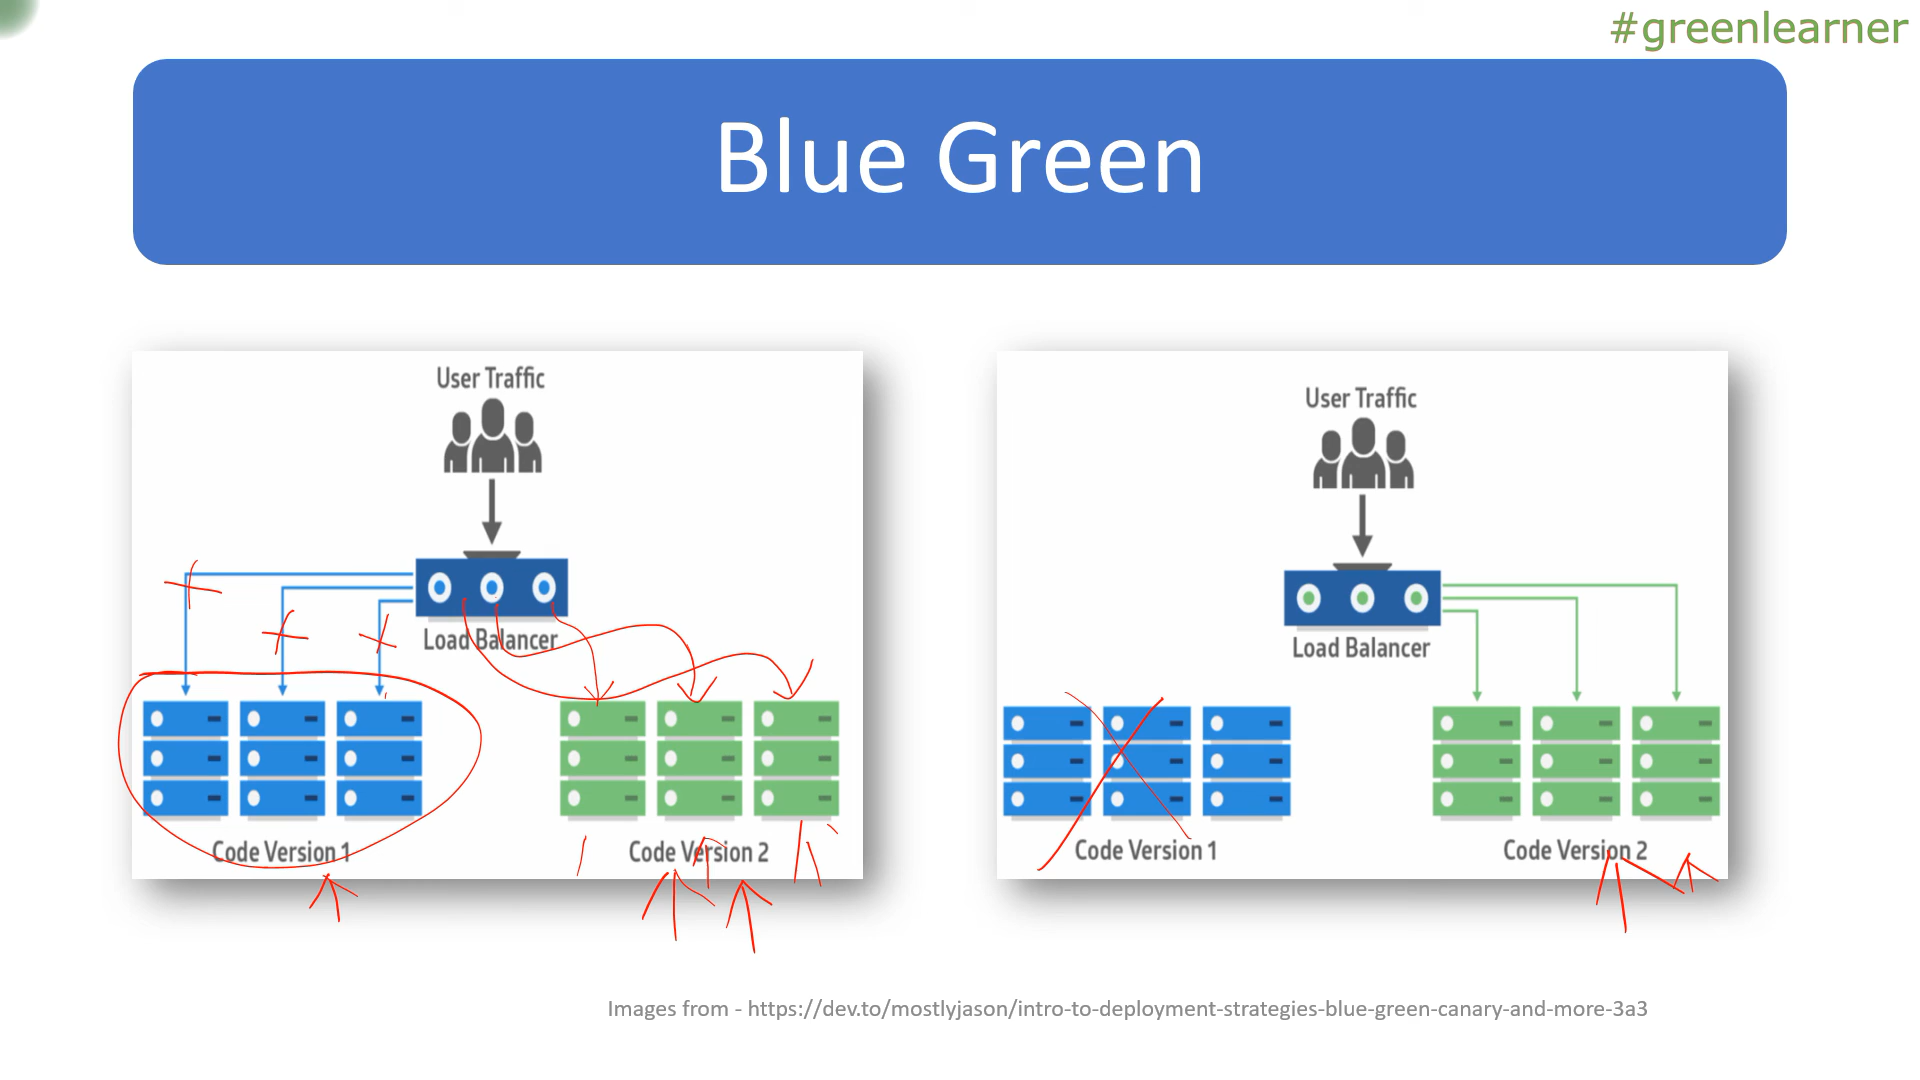 #greenlearner
Blue Green
User Traffic
Load Balancer
Code Version 1
Code Version 2
User Traffic
Load Balancer
Code Version 1
Code Version 2
Images from - https://dev.to/mostlyjason/intro-to-deployment-strategies-blue-green-canary-and-more-3a3